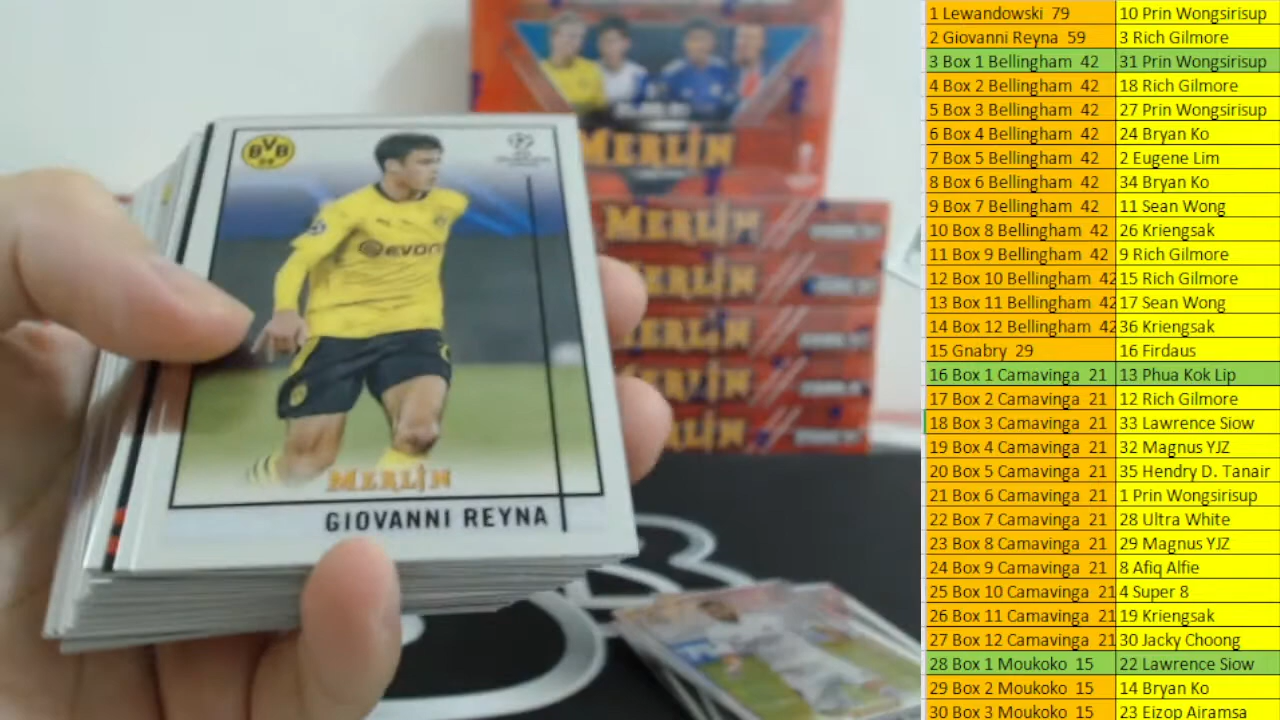 BVB
09
evon
MERLIN
GIOVANNI REYNA
MERLIN
MERLIN
MERLIN
MERLIN
MERLIN
MERLIN
1 Lewandowski 79 10 Prin Wongsirisup
2 Giovanni Reyna 59 3 Rich Gilmore
3 Box 1 Bellingham 42 31 Prin Wongsirisup
4 Box 2 Bellingham 42 18 Rich Gilmore
5 Box 3 Bellingham 42 27 Prin Wongsirisup
6 Box 4 Bellingham 42 24 Bryan Ko
7 Box 5 Bellingham 42 2 Eugene Lim
8 Box 6 Bellingham 42 34 Bryan Ko
9 Box 7 Bellingham 42 11 Sean Wong
10 Box 8 Bellingham 42 26 Kriengsak
11 Box 9 Bellingham 42 9 Rich Gilmore
12 Box 10 Bellingham 42 15 Rich Gilmore
13 Box 11 Bellingham 42 17 Sean Wong
14 Box 12 Bellingham 42 36 Kriengsak
15 Gnabry 29 16 Firdaus
16 Box 1 Camavinga 21 13 Phua Kok Lip
17 Box 2 Camavinga 21 12 Rich Gilmore
18 Box 3 Camavinga 21 33 Lawrence Siow
19 Box 4 Camavinga 21 32 Magnus YJZ
20 Box 5 Camavinga 21 35 Hendry D. Tanair
21 Box 6 Camavinga 21 1 Prin Wongsirisup
22 Box 7 Camavinga 21 28 Ultra White
23 Box 8 Camavinga 21 29 Magnus YJZ
24 Box 9 Camavinga 21 8 Afiq Alfie
25 Box 10 Camavinga 21 4 Super 8
26 Box 11 Camavinga 21 19 Kriengsak
27 Box 12 Camavinga 21 30 Jacky Choong
28 Box 1 Moukoko 15 22 Lawrence Siow
29 Box 2 Moukoko 15 14 Bryan Ko
30 Box 3 Moukoko 15 23 Eizop Airamsa